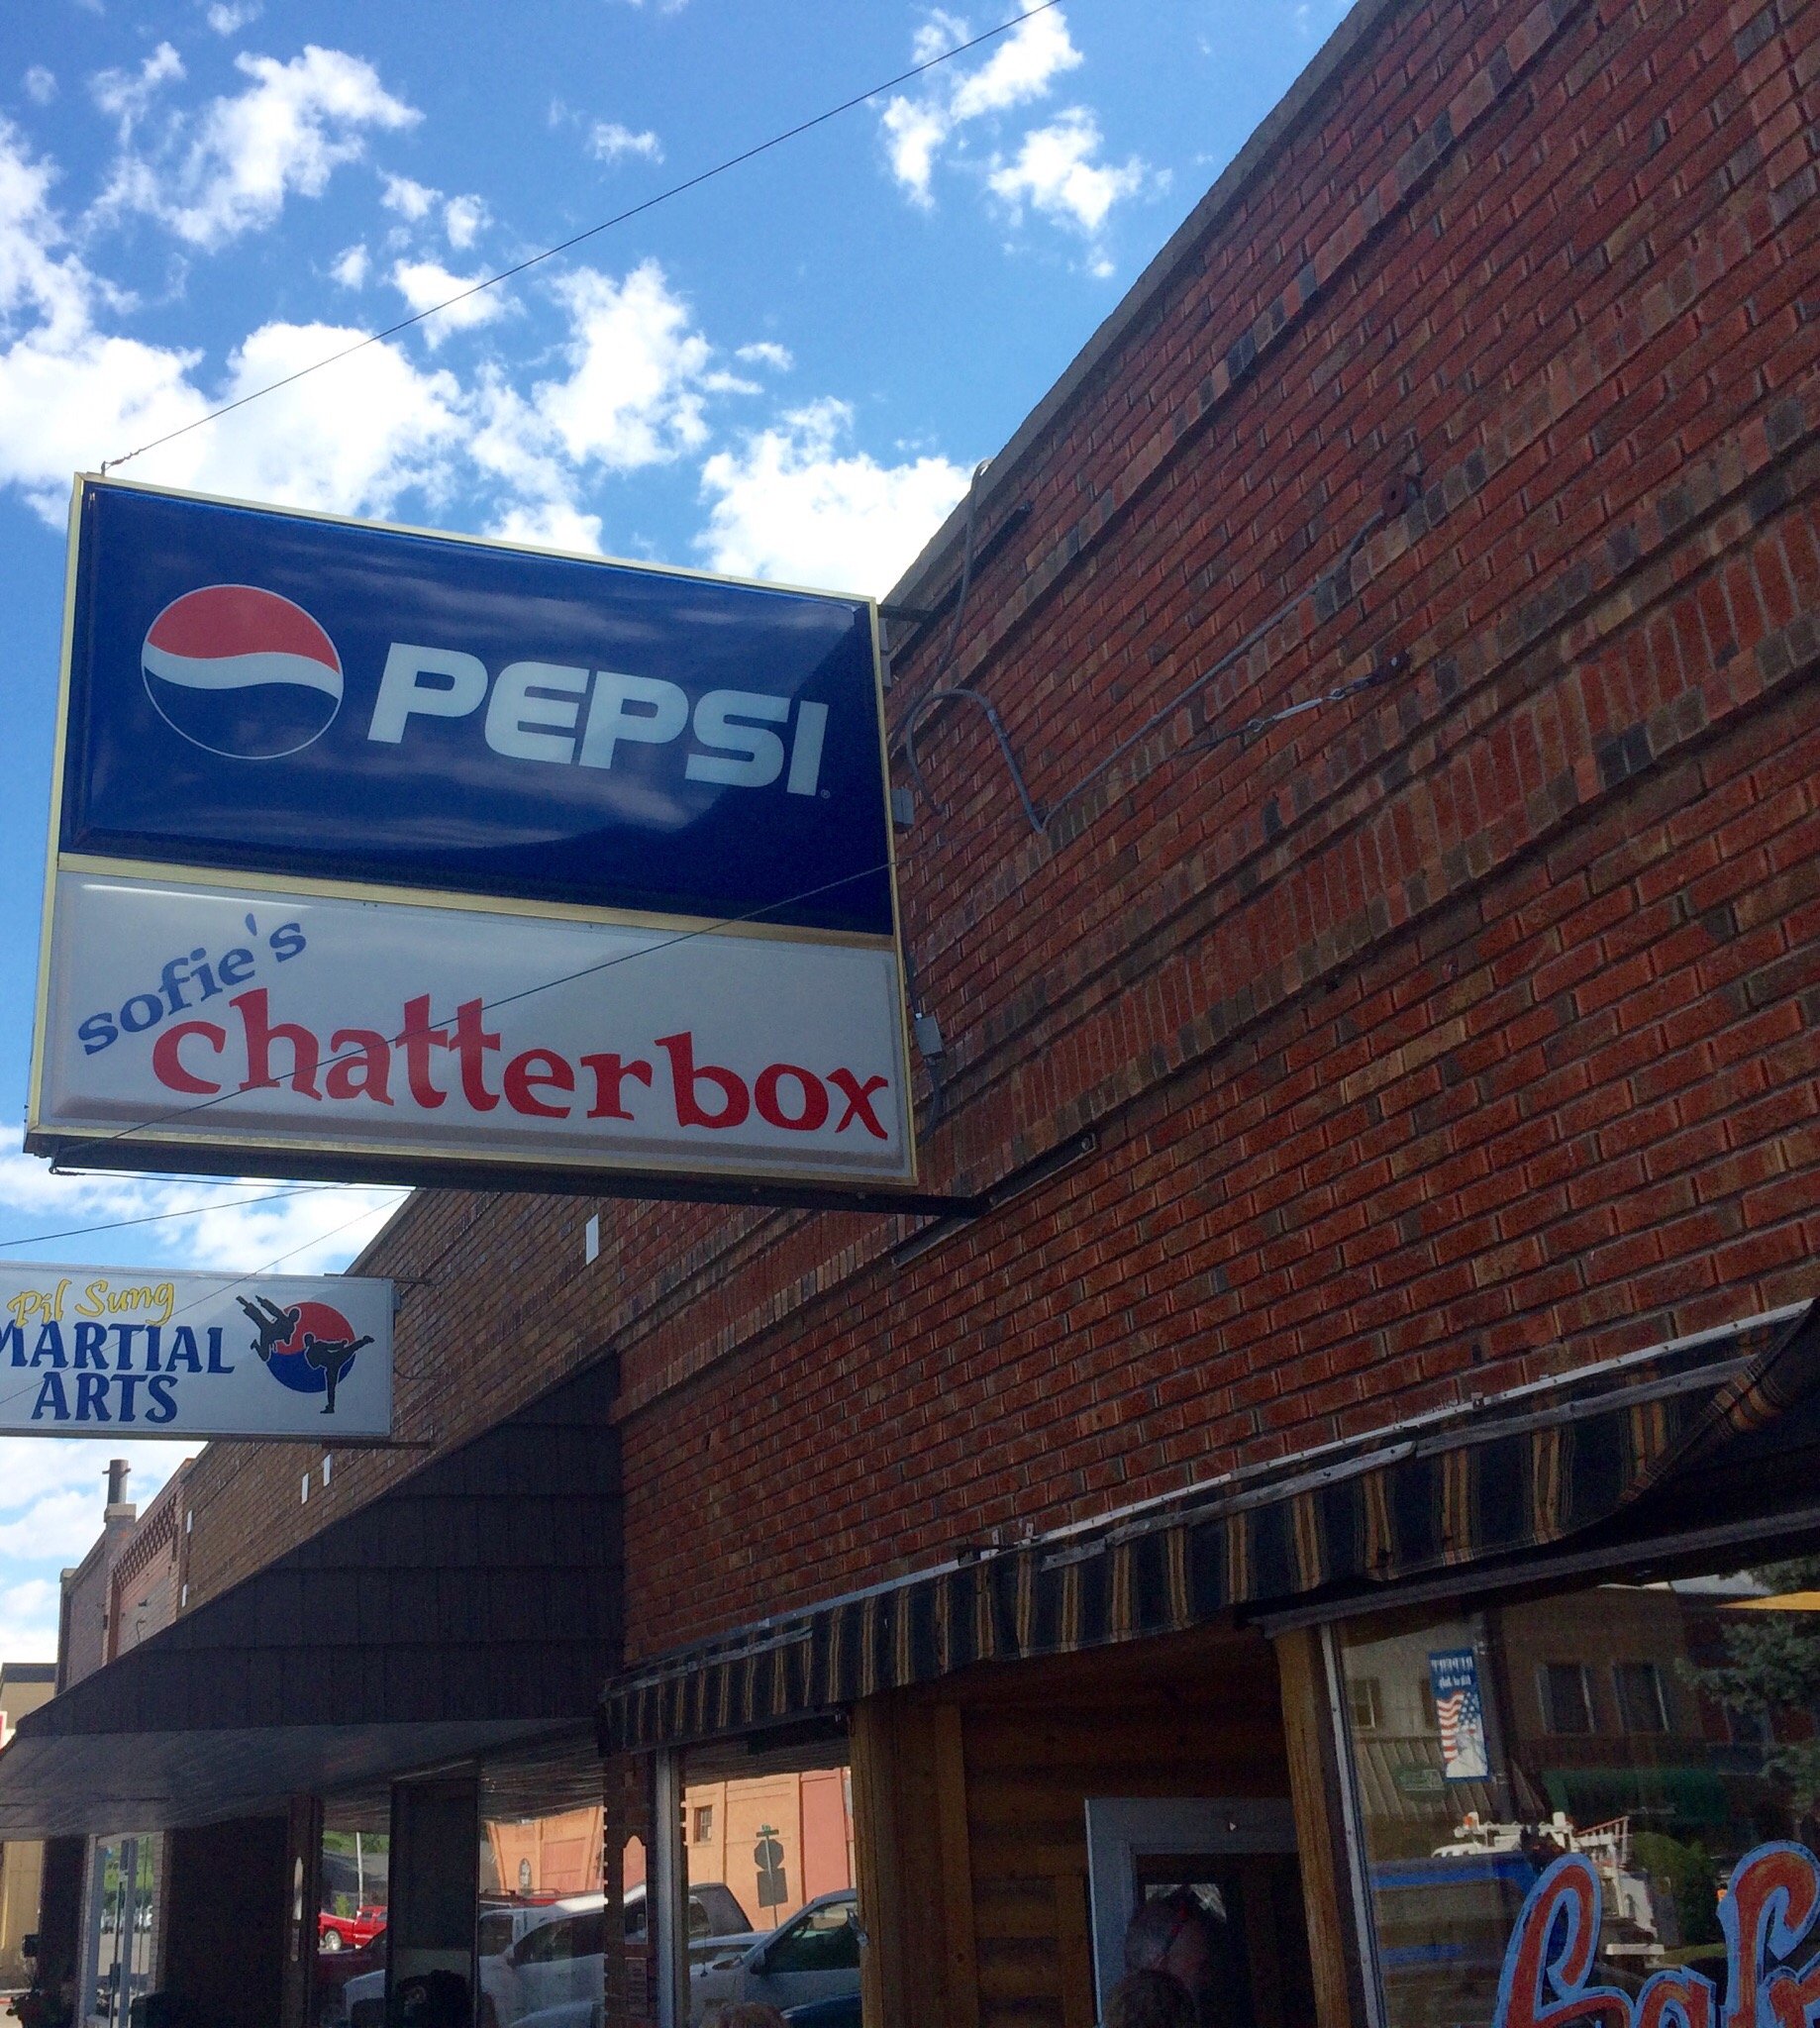 PEPSI
sofie's
chatterbox
Pil Sung
MARTIAL
ARTS